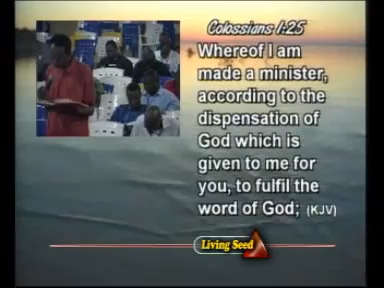 Colossians 1:25
Whereof I am
made a minister,
according to the
dispensation of
God which is
given to me for
you, to fulfil the
word of God; (KJV)
Living Seed